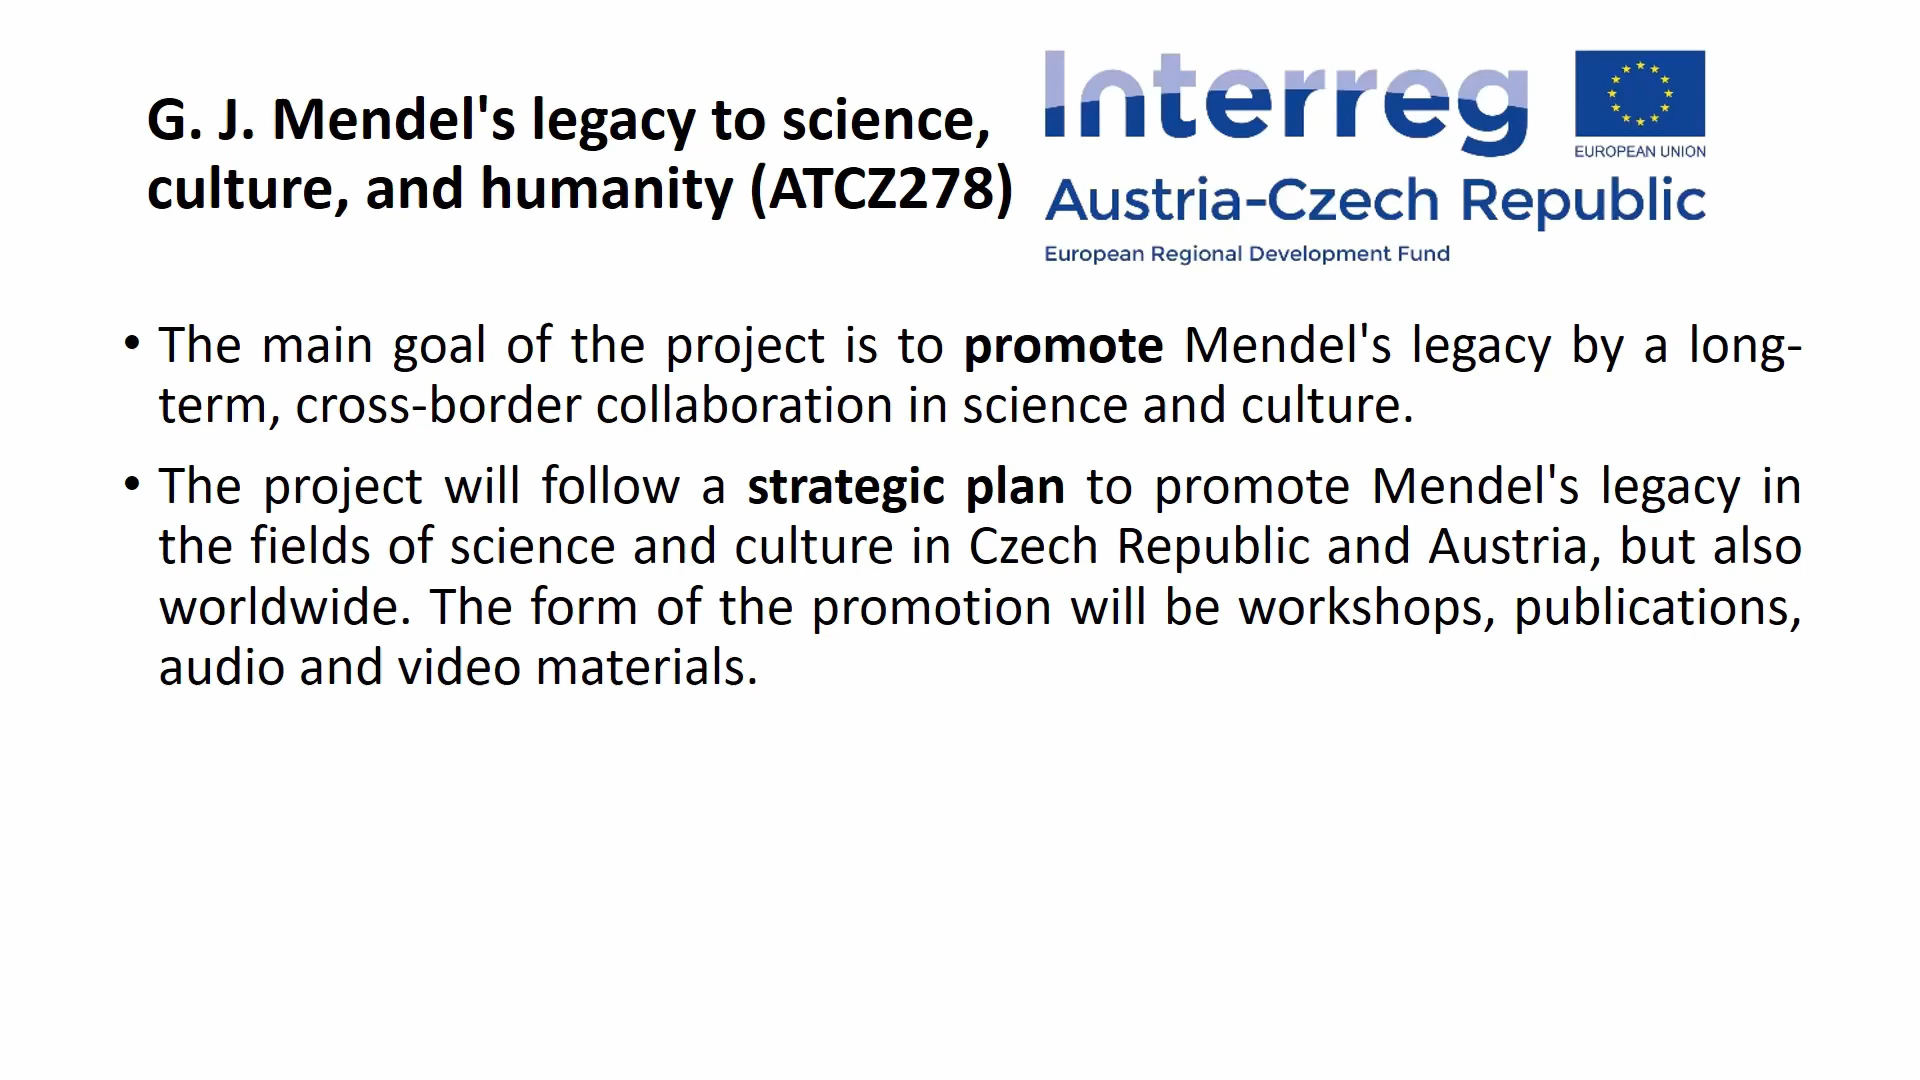 G. J. Mendel's legacy to science,
culture, and humanity (ATCZ278)
Interreg
EUROPEAN UNION
Austria-Czech Republic
European Regional Development Fund
• The main goal of the project is to promote Mendel's legacy by a long-
term, cross-border collaboration in science and culture.
• The project will follow a strategic plan to promote Mendel's legacy in
the fields of science and culture in Czech Republic and Austria, but also
worldwide. The form of the promotion will be workshops, publications,
audio and video materials.